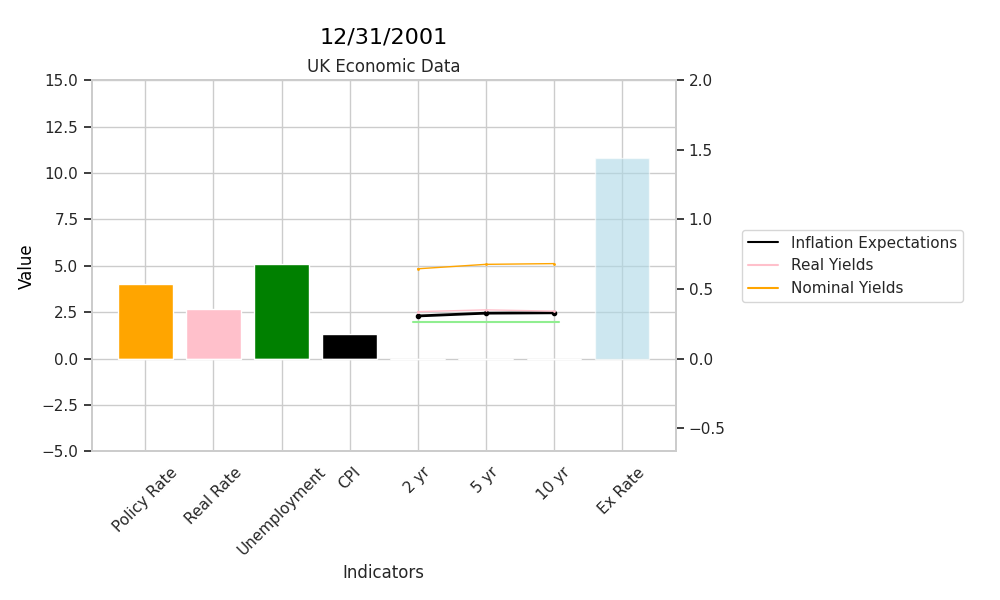 12/31/2001
UK Economic Data
15.0
12.5
10.0
7.5
5.0
2.5
0.0
−2.5
−5.0
Value
2.0
1.5
1.0
0.5
0.0
−0.5
Inflation Expectations
Real Yields
Nominal Yields
Policy Rate
Real Rate
Unemployment
CPI
2 yr
5 yr
10 yr
Ex Rate
Indicators